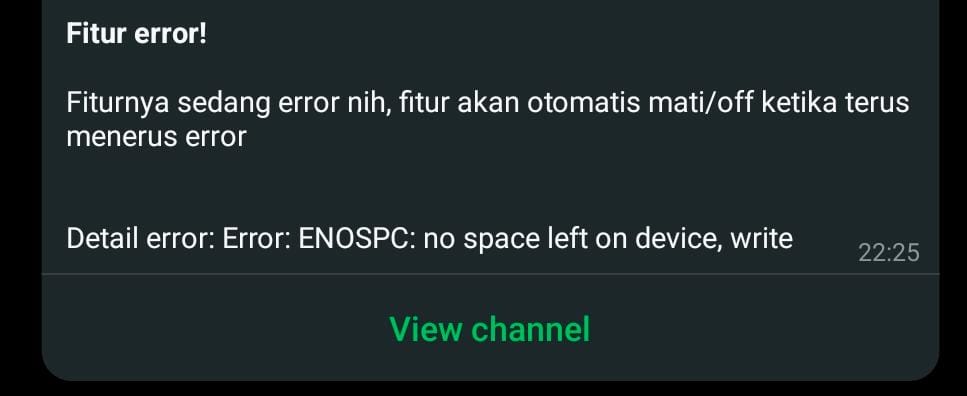 Fitur error!
Fiturnya sedang error nih, fitur akan otomatis mati/off ketika terus
menerus error
Detail error: Error: ENOSPC: no space left on device, write
22:25
View channel